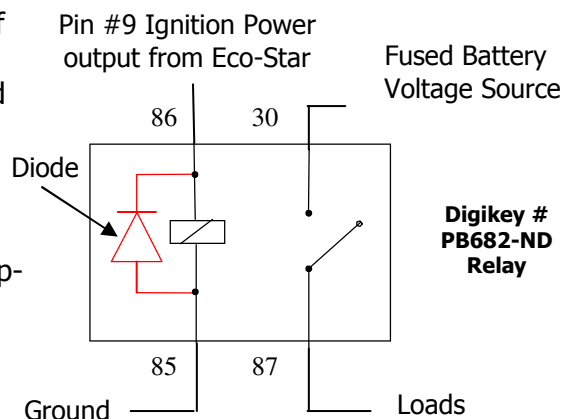 f
Pin #9 Ignition Power
output from Eco-Star
Fused Battery
Voltage Source
d
86
30
Diode
Digikey #
PB682-ND
Relay
p-
85
87
Ground
Loads